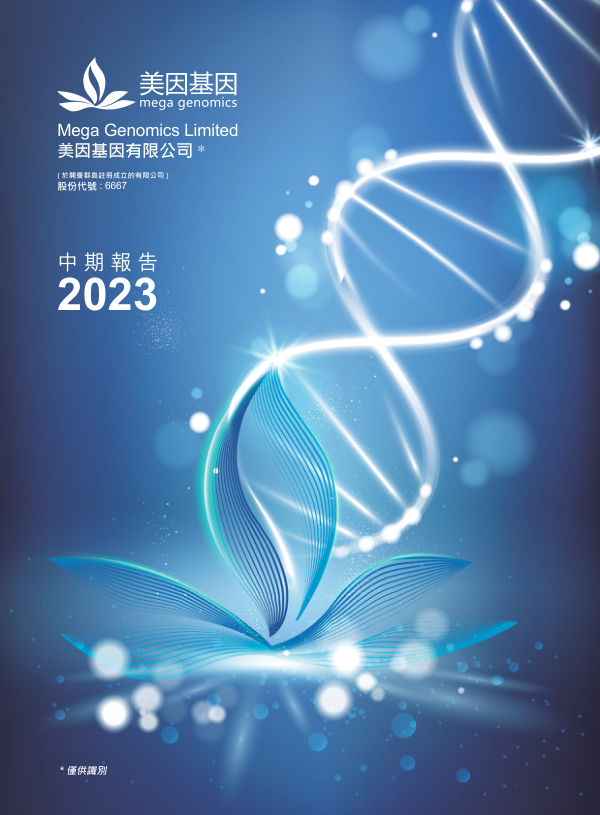 美因基因
mega genomics
Mega Genomics Limited
美因基因有限公司 *
( 於開曼群島註冊成立的有限公司 )
股份代號 : 6667
中期報告
2023
* 僅供識別